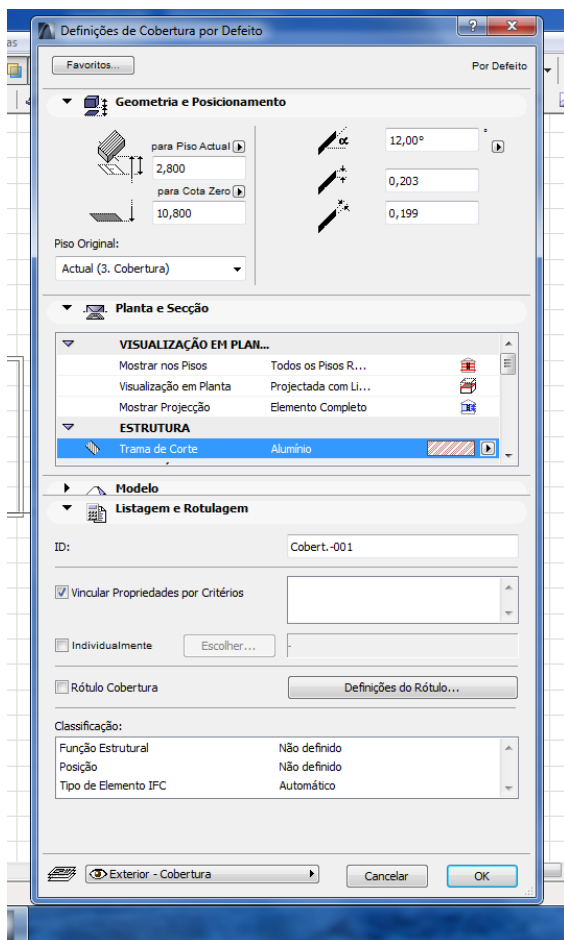 as
Definições de Cobertura por Defeito
Favoritos...
Por Defeito
Geometria e Posicionamento
para Piso Actual
2,800
para Cota Zero
10,800
α
12,00°
°
0,203
0,199
Piso Original:
Actual (3. Cobertura)
Planta e Secção
VISUALIZAÇÃO EM PLAN...
Mostrar nos Pisos Todos os Pisos R...
Visualização em Planta Projectada com Li...
Mostrar Projecção Elemento Completo
ESTRUTURA
Trama de Corte Alumínio
Modelo
Listagem e Rotulagem
ID: Cobert.-001
Vincular Propriedades por Critérios
Individualmente Escolher... -
Rótulo Cobertura Definições do Rótulo...
Classificação:
Função Estrutural Não definido
Posição Não definido
Tipo de Elemento IFC Automático
Exterior - Cobertura Cancelar OK